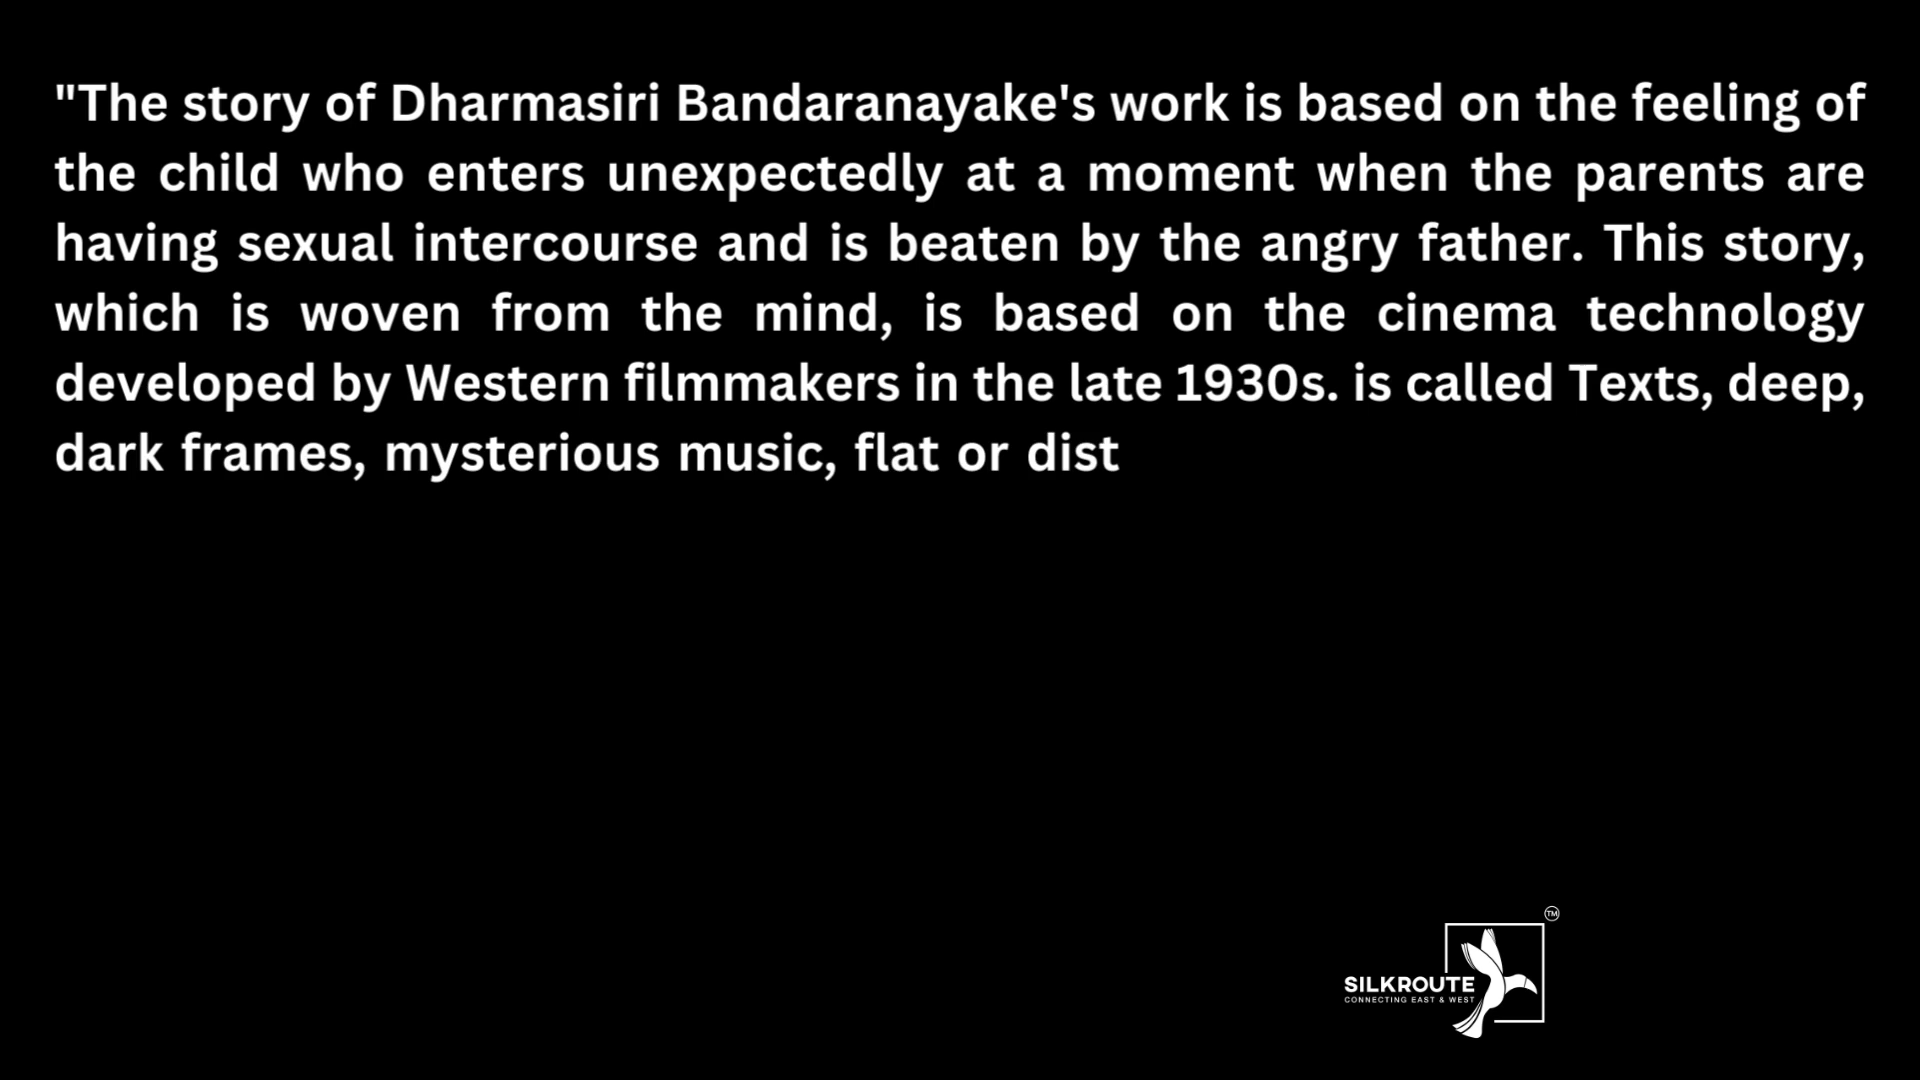 "The story of Dharmasiri Bandaranayake's work is based on the feeling of
the child who enters unexpectedly at a moment when the parents are
having sexual intercourse and is beaten by the angry father. This story,
which is woven from the mind, is based on the cinema technology
developed by Western filmmakers in the late 1930s. is called Texts, deep,
dark frames, mysterious music, flat or dist
TM
SILKROUTE
CONNECTING EAST & WEST